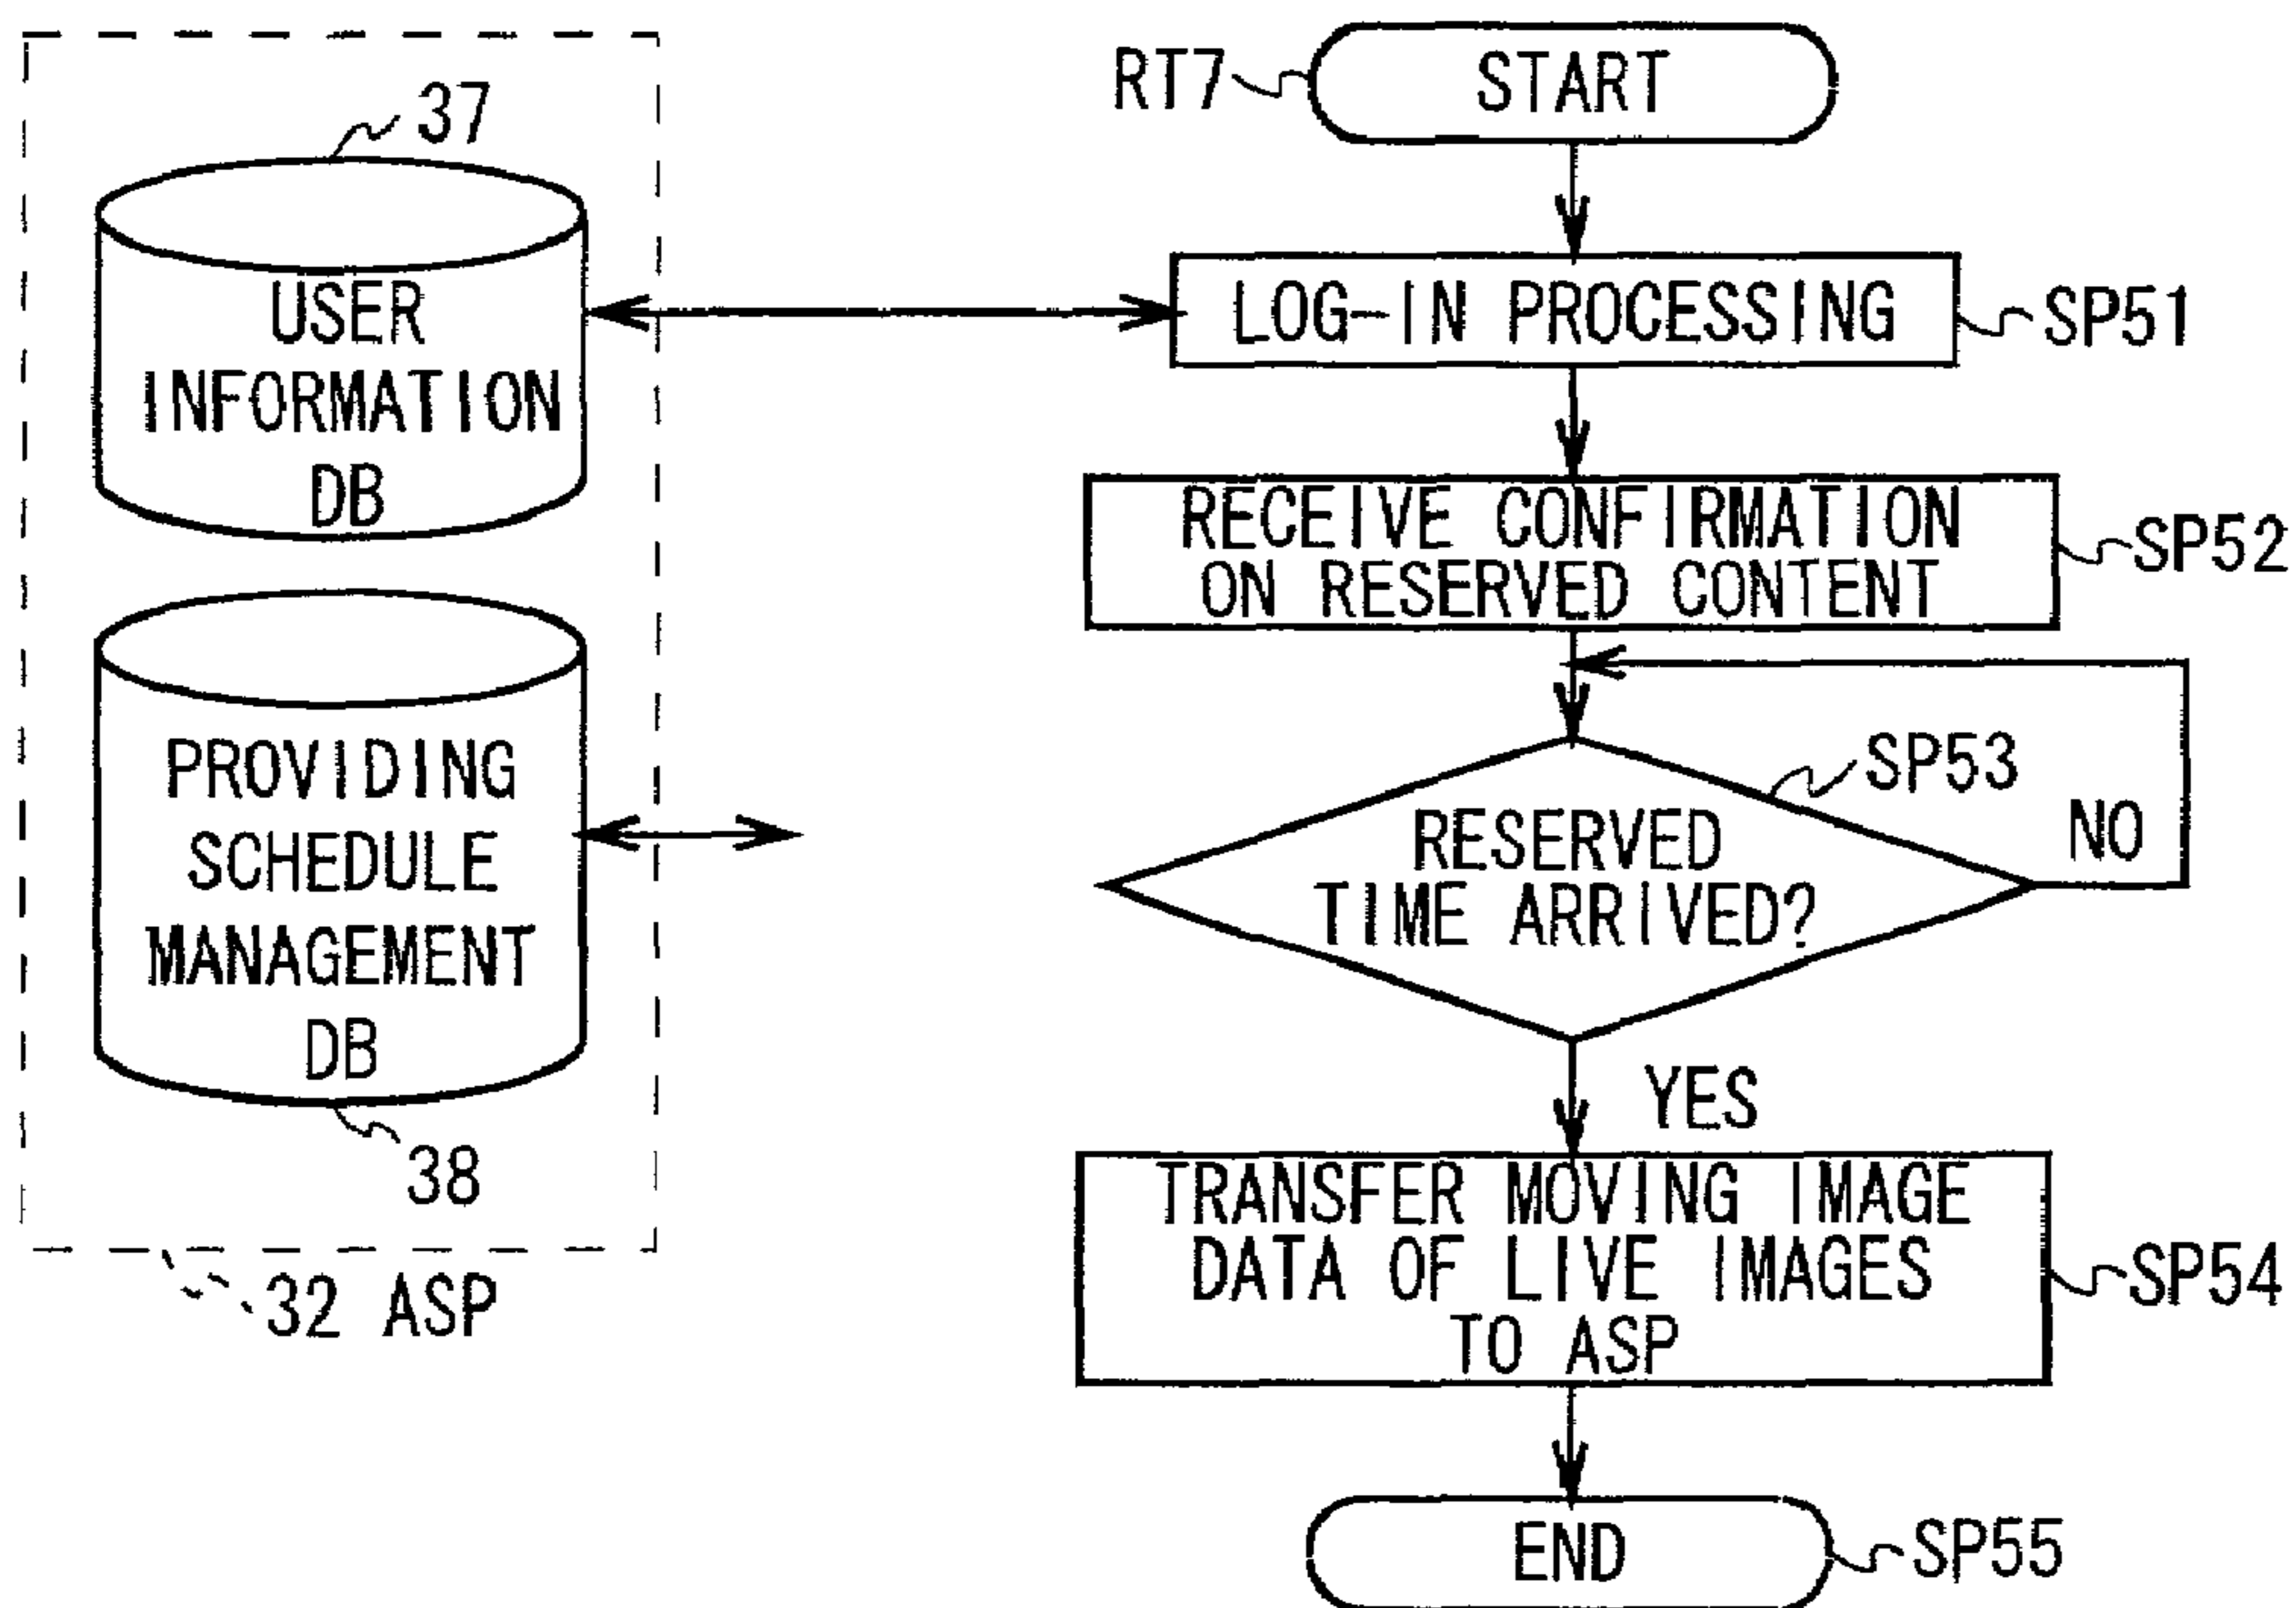 37
USER
INFORMATION
DB
PROVIDING
SCHEDULE
MANAGEMENT
DB
38
32 ASP
RT7
START
LOG-IN PROCESSING
SP51
RECEIVE CONFIRMATION
ON RESERVED CONTENT
SP52
SP53
RESERVED
TIME ARRIVED?
NO
YES
TRANSFER MOVING IMAGE
DATA OF LIVE IMAGES
TO ASP
SP54
END
SP55